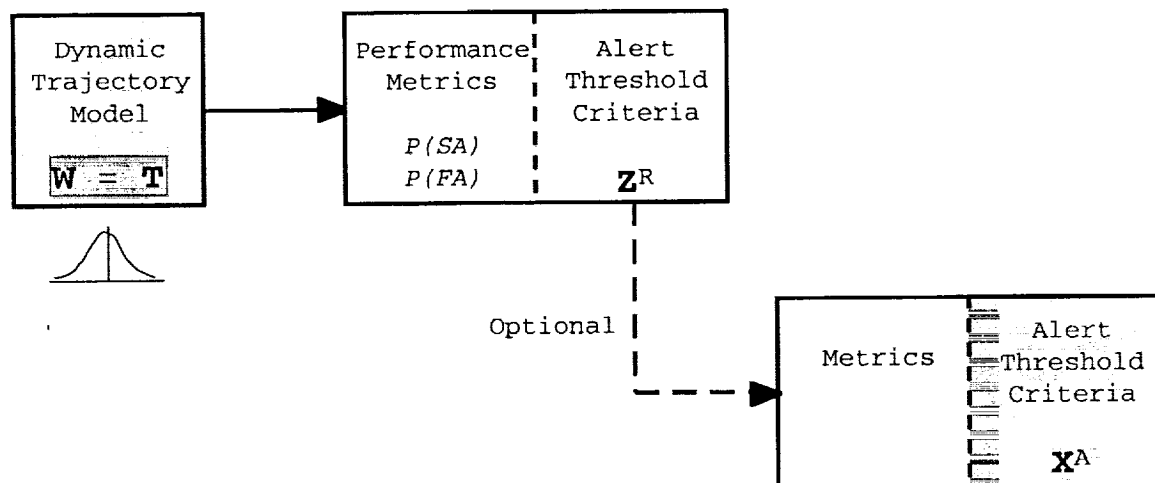 Dynamic
Trajectory
Model
W = T
Performance
Metrics
P(SA)
P(FA)
Alert
Threshold
Criteria
Z^R
Optional
Metrics
Alert
Threshold
Criteria
X^A